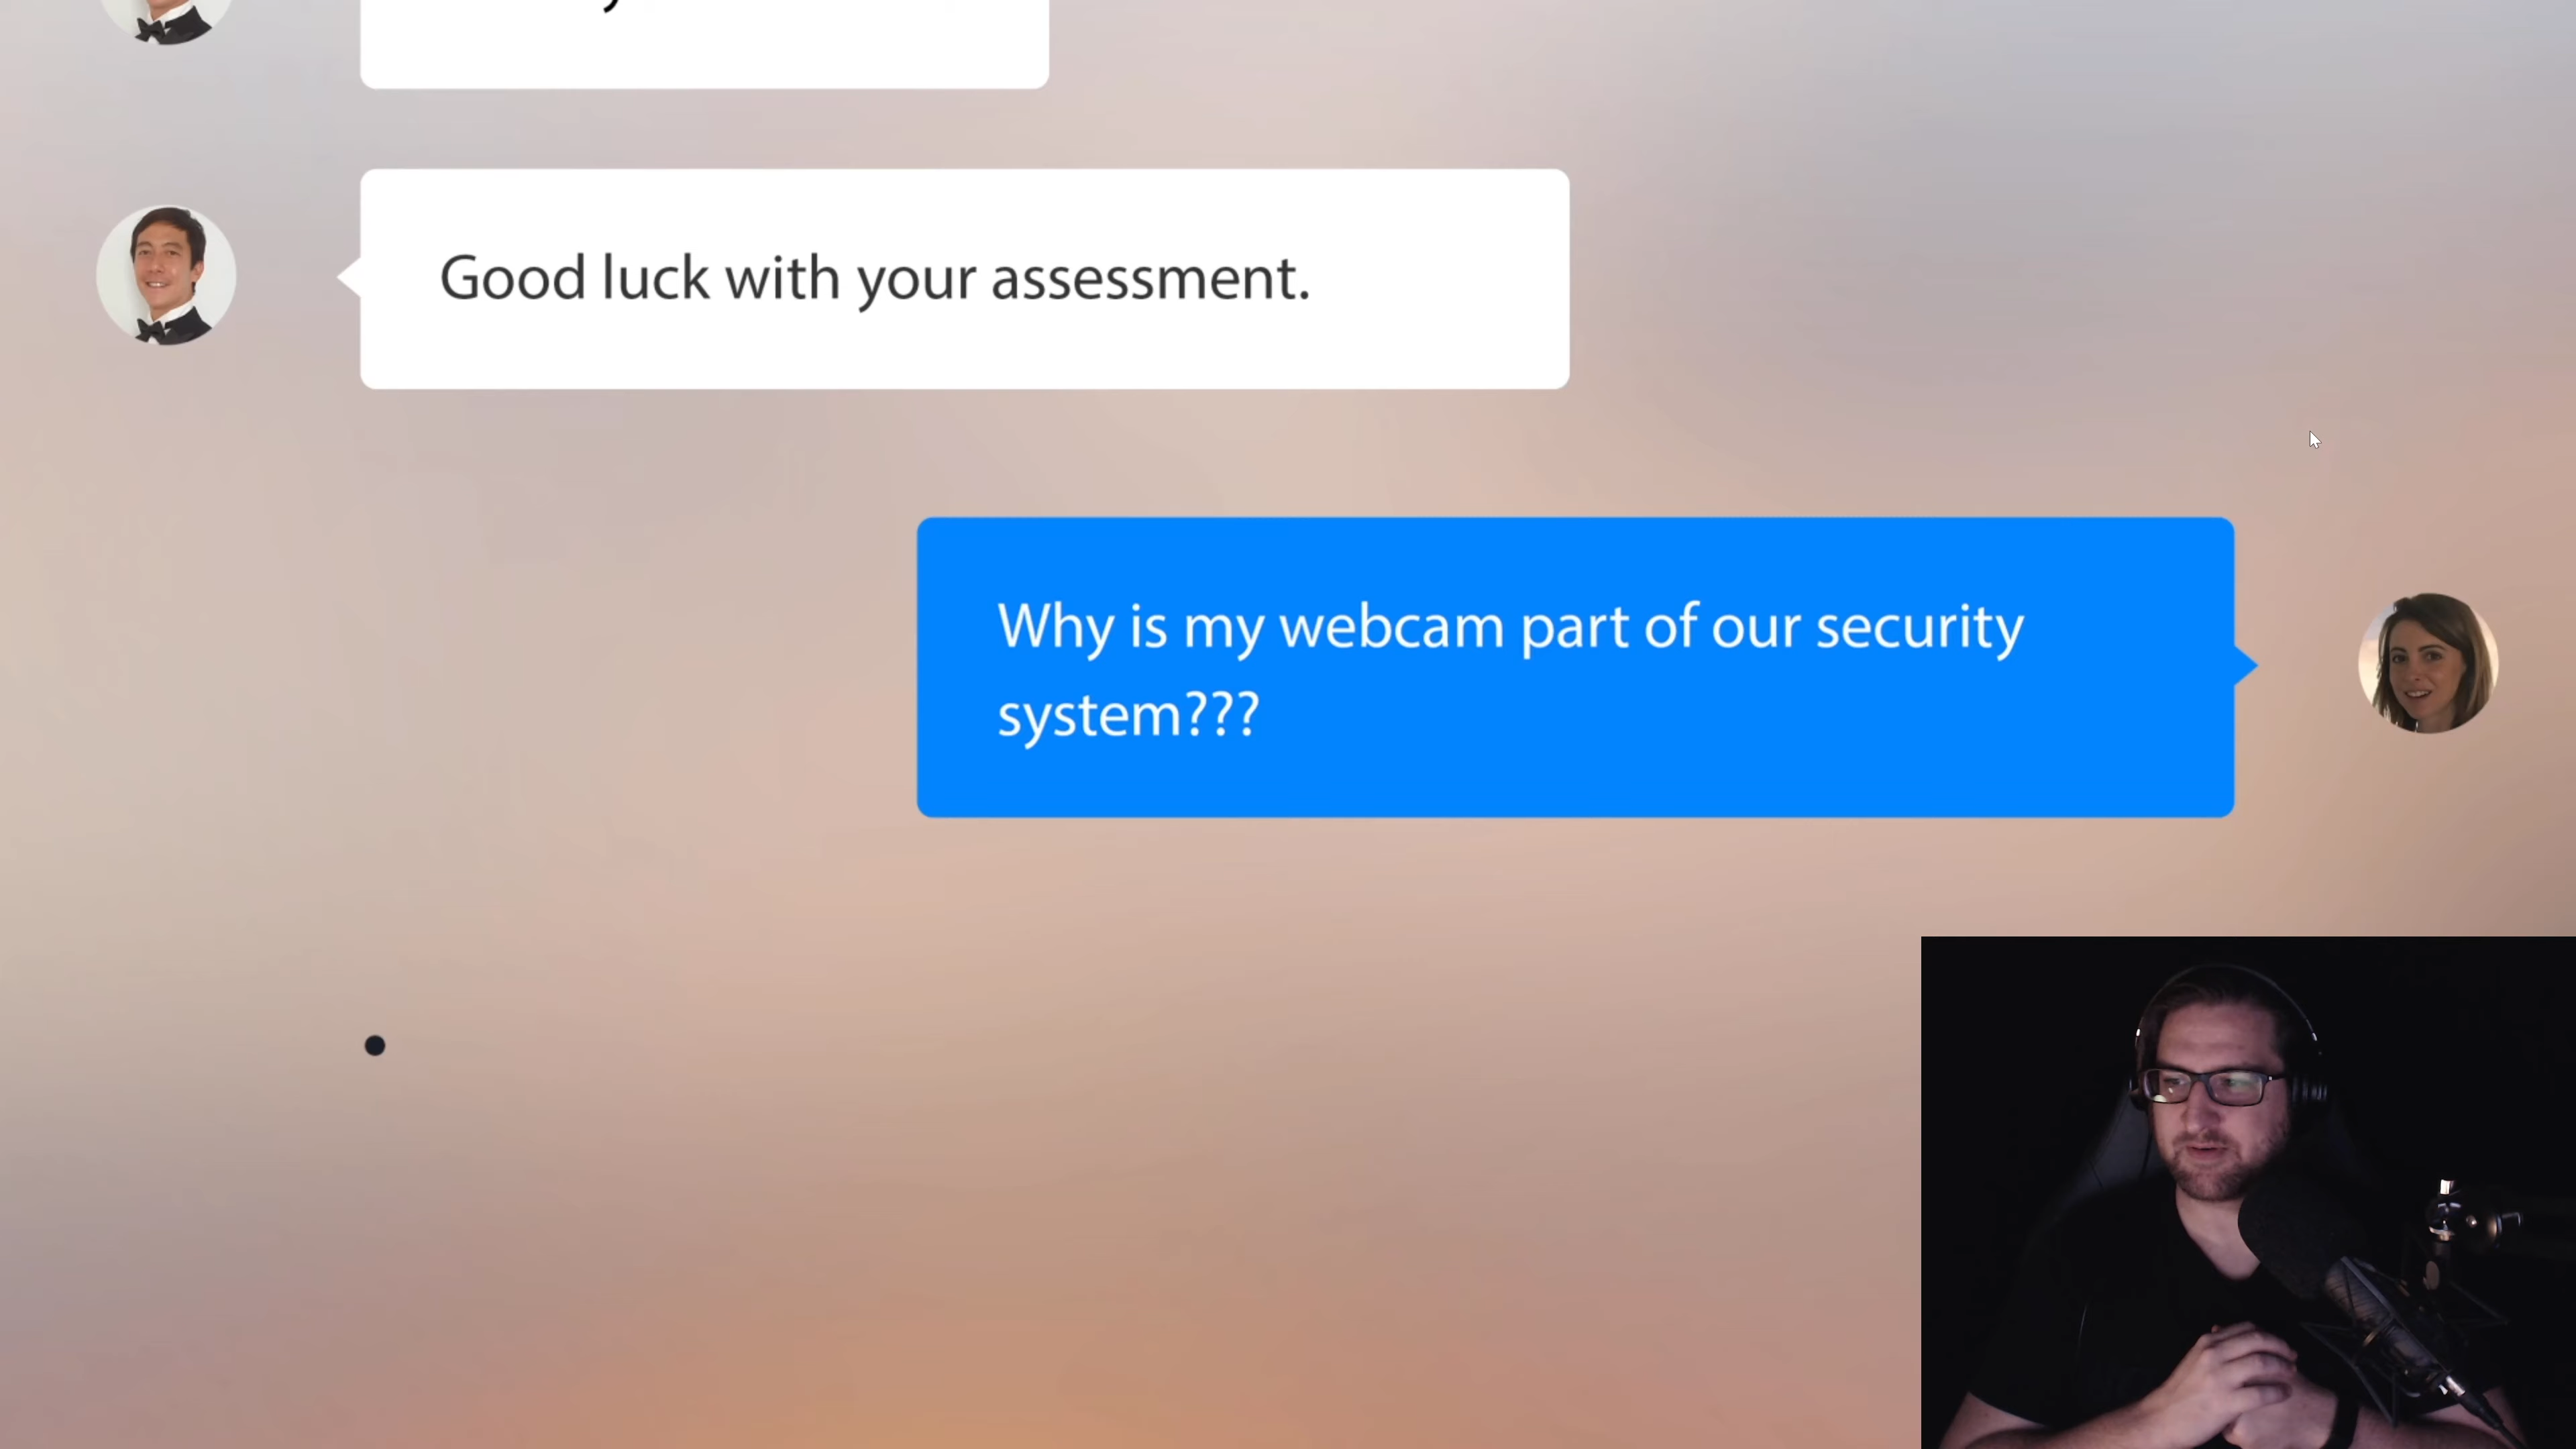 Good luck with your assessment.
Why is my webcam part of our security
system???